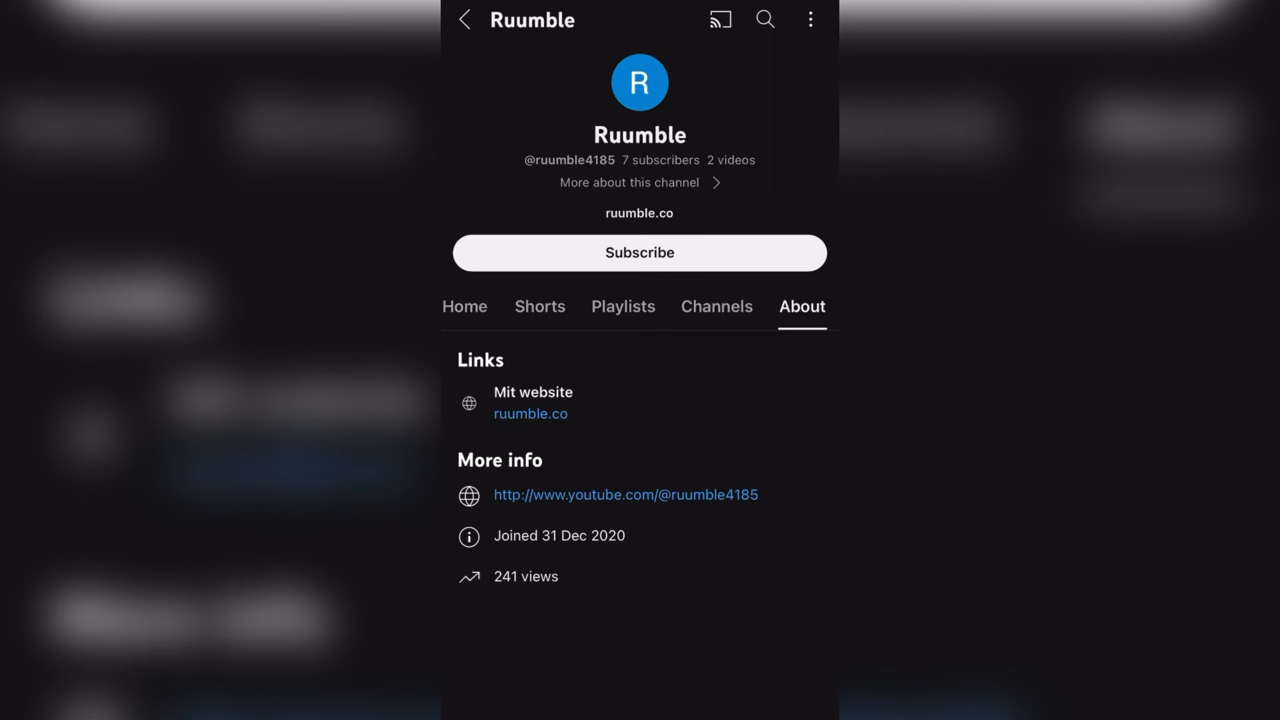 Ruumble
R
Ruumble
@ruumble4185 7 subscribers 2 videos
More about this channel
ruumble.co
Subscribe
Home Shorts Playlists Channels About
Links
Mit website
ruumble.co
More info
http://www.youtube.com/@ruumble4185
Joined 31 Dec 2020
241 views